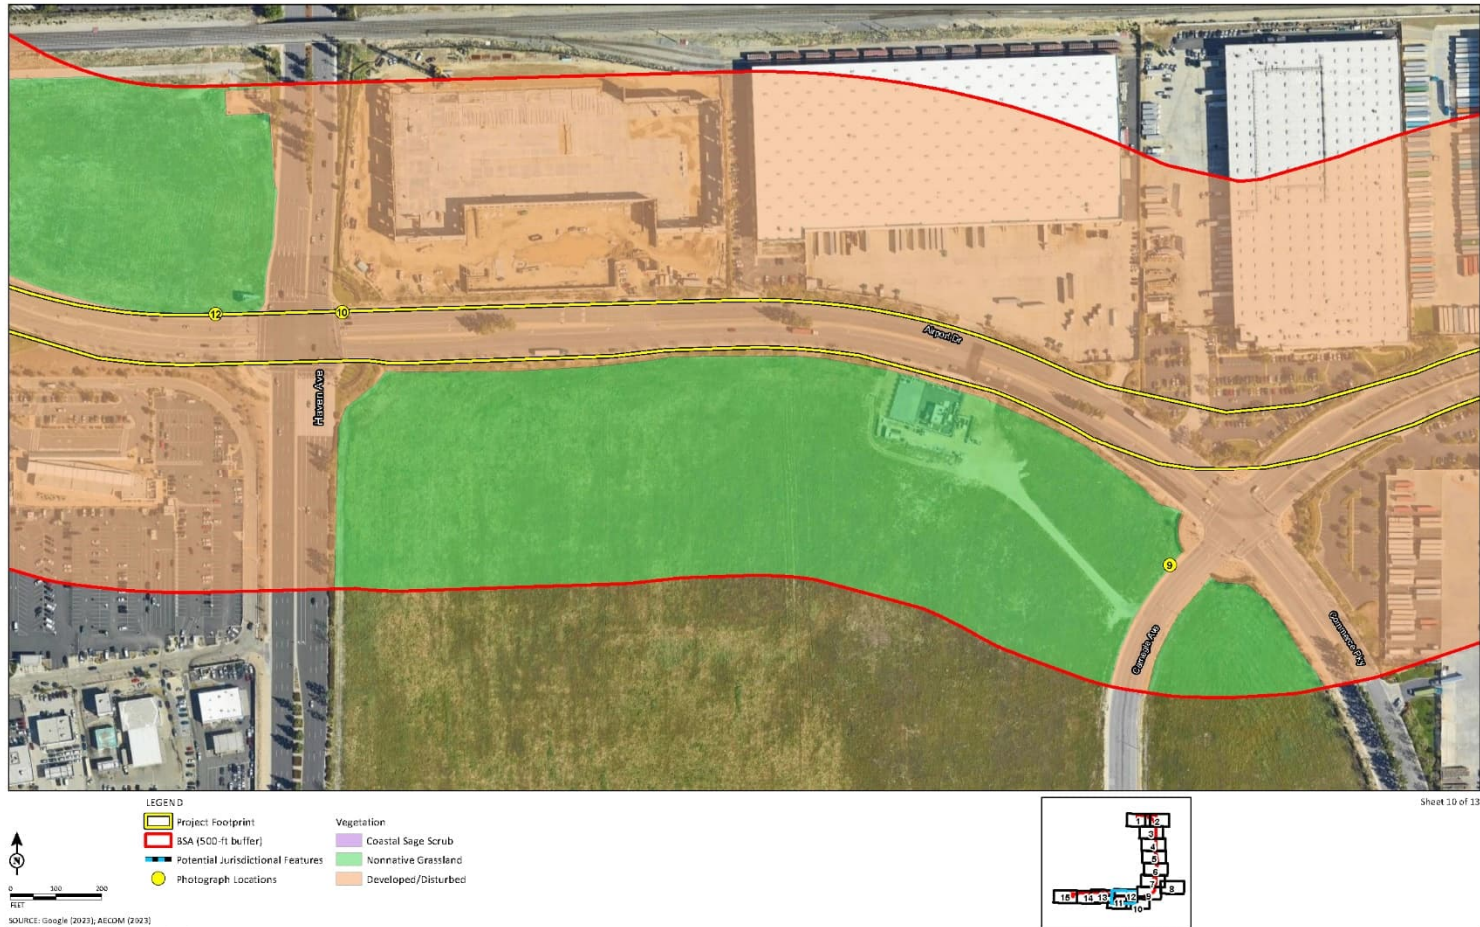 12
10
Airport Dr
Haven Ave
9
Carnegie Ave
Commerce Pky
Sheet 10 of 13
LEGEND
Project Footprint
BSA (500-ft buffer)
Potential Jurisdictional Features
Photograph Locations
Vegetation
Coastal Sage Scrub
Nonnative Grassland
Developed/Disturbed
N
0 100 200
FEET
SOURCE: Google (2023); AECOM (2023)
1 2
3
4
5
6
7 8
15 14 13 12 9
11 10